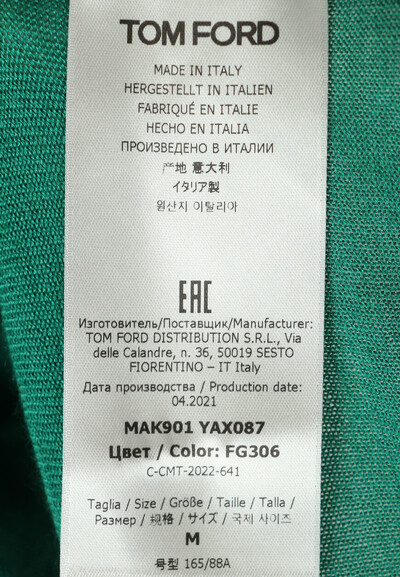 TOM FORD
MADE IN ITALY
HERGESTELLT IN ITALIEN
FABRIQUÉ EN ITALIE
HECHO EN ITALIA
ПРОИЗВЕДЕНО В ИТАЛИИ
产地 意大利
イタリア製
원산지 이탈리아
EAC
Изготовитель/Поставщик/Manufacturer:
TOM FORD DISTRIBUTION S.R.L., Via
delle Calandre, n. 36, 50019 SESTO
FIORENTINO – IT Italy
Дата производства / Production date:
04.2021
MAK901 YAX087
Цвет / Color: FG306
C-CMT-2022-641
Taglia / Size / Größe / Taille / Talla /
Размер / 规格 / サイズ / 국제 사이즈
M
号型 165/88A